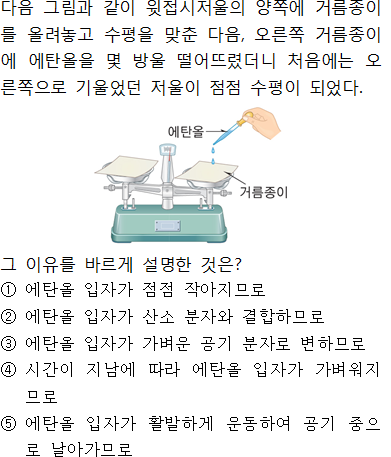 다음 그림과 같이 윗접시저울의 양쪽에 거름종이
를 올려놓고 수평을 맞춘 다음, 오른쪽 거름종이
에 에탄올을 몇 방울 떨어뜨렸더니 처음에는 오
른쪽으로 기울었던 저울이 점점 수평이 되었다.
에탄올
거름종이
그 이유를 바르게 설명한 것은?
① 에탄올 입자가 점점 작아지므로
② 에탄올 입자가 산소 분자와 결합하므로
③ 에탄올 입자가 가벼운 공기 분자로 변하므로
④ 시간이 지남에 따라 에탄올 입자가 가벼워지
므로
⑤ 에탄올 입자가 활발하게 운동하여 공기 중으
로 날아가므로